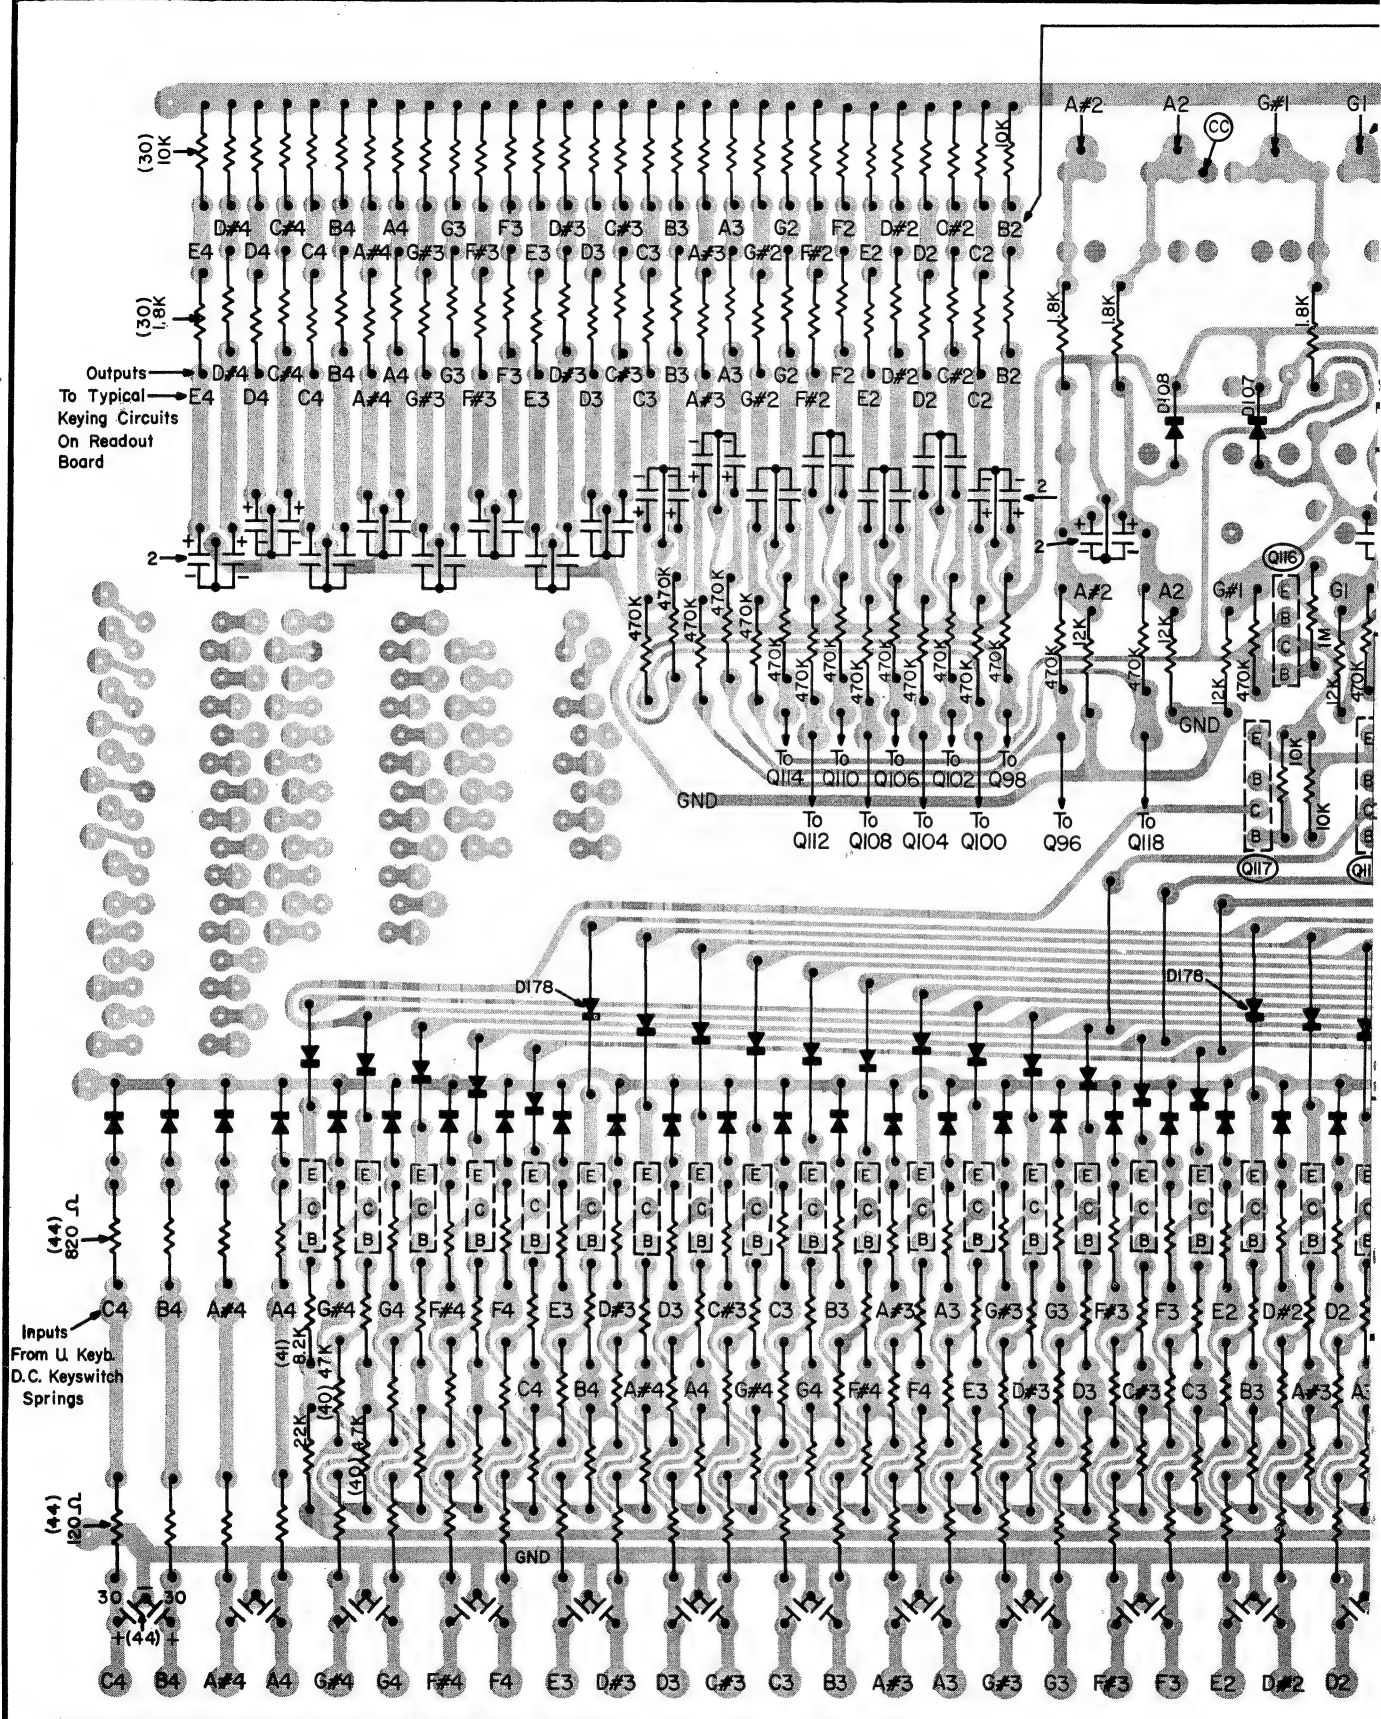 A#2 A2 G#1 G1
CC
(30)
10K
10K
D#4 C#4 B4 A4 G3 F3 D#3 C#3 B3 A3 G2 F2 D#2 C#2 B2
E4 D4 C4 A#4 G#3 F#3 E3 D3 C3 A#3 G#2 F#2 E2 D2 C2
(30)
1.8K
1.8K 1.8K 1.8K
Outputs D#4 C#4 B4 A4 G3 F3 D#3 C#3 B3 A3 G2 F2 D#2 C#2 B2
To Typical E4 D4 C4 A#4 G#3 F#3 E3 D3 C3 A#3 G#2 F#2 E2 D2 C2
Keying Circuits
On Readout
Board
D108 D107
- - - -
+ + + +
2
+ + + +
2 - - - -
2
+ + - -
Q116
470K 470K 470K 470K 470K
A#2 A2 G#1 G1
E
B
C
B
470K 470K 470K 470K 470K 470K 470K 470K 470K
470K 12K 470K 12K 12K 470K 1M 12K 470K
GND
E
B
C
B
E
B
C
B
10K
10K
To To To To To
Q114 Q110 Q106 Q102 Q98
GND
To To To To To To
Q112 Q108 Q104 Q100 Q96 Q118
Q117 Q11
D178 D178
E E E E E E E E E E E E E E E E E E E E
C C C C C C C C C C C C C C C C C C C C
B B B B B B B B B B B B B B B B B B B B
(44)
820 Ω
C4 B4 A#4 A4 G#4 G4 F#4 F4 E3 D#3 D3 C#3 C3 B3 A#3 A3 G#3 G3 F#3 F3 E2 D#2 D2
Inputs
From U. Keyb.
D.C. Keyswitch
Springs
(41)
8.2K
(40) 47K
C4 B4 A#4 A4 G#4 G4 F#4 F4 E3 D#3 D3 C#3 C3 B3 A#3 A3
22K
(40) 4.7K
(44)
120Ω
GND
30 - 30
+ (44) +
C4 B4 A#4 A4 G#4 G4 F#4 F4 E3 D#3 D3 C#3 C3 B3 A#3 A3 G#3 G3 F#3 F3 E2 D#2 D2